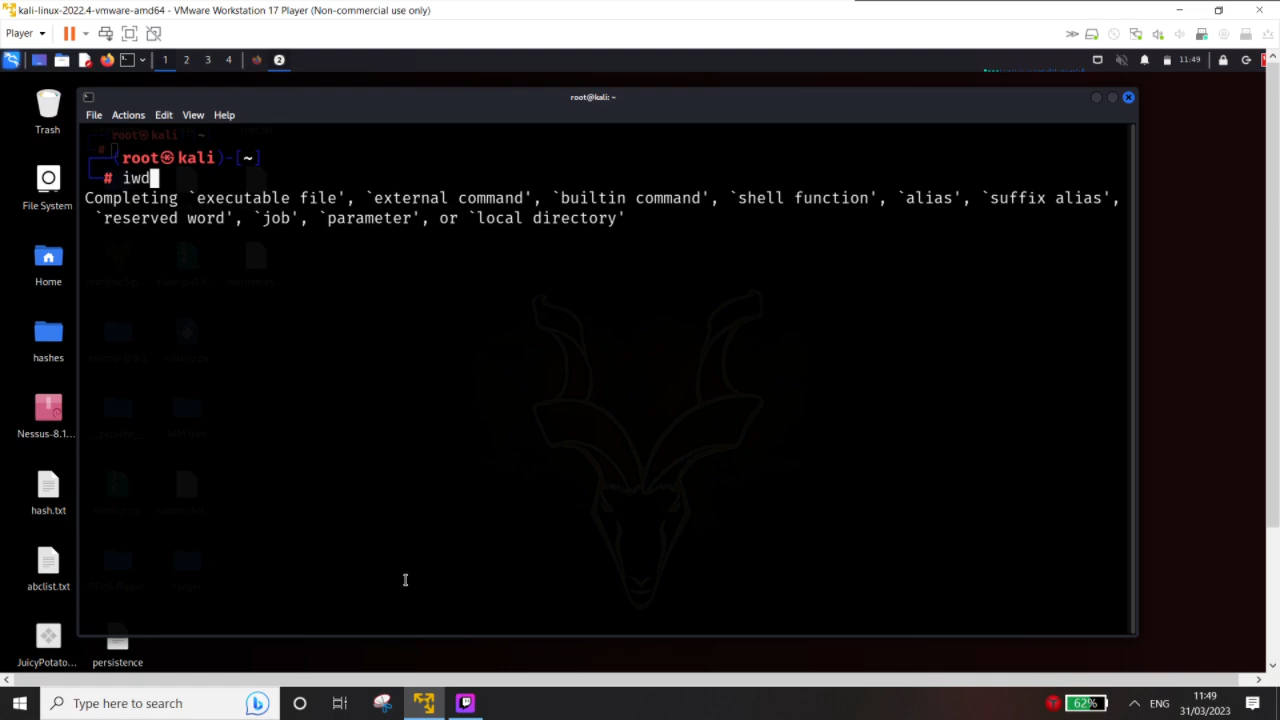 kali-linux-2022.4-vmware-amd64 - VMware Workstation 17 Player (Non-commercial use only)
Player
1 2 3 4 2 11:49
root@kali: ~
File Actions Edit View Help
root㉿kali ~
#
(root㉿kali)-[~]
# iwd
Completing `executable file', `external command', `builtin command', `shell function', `alias', `suffix alias',
`reserved word', `job', `parameter', or `local directory'
Trash
File System
Home
hashes
Nessus-8.1...
hash.txt
abclist.txt
JuicyPotato...
persistence
Type here to search
62%
ENG
11:49
31/03/2023